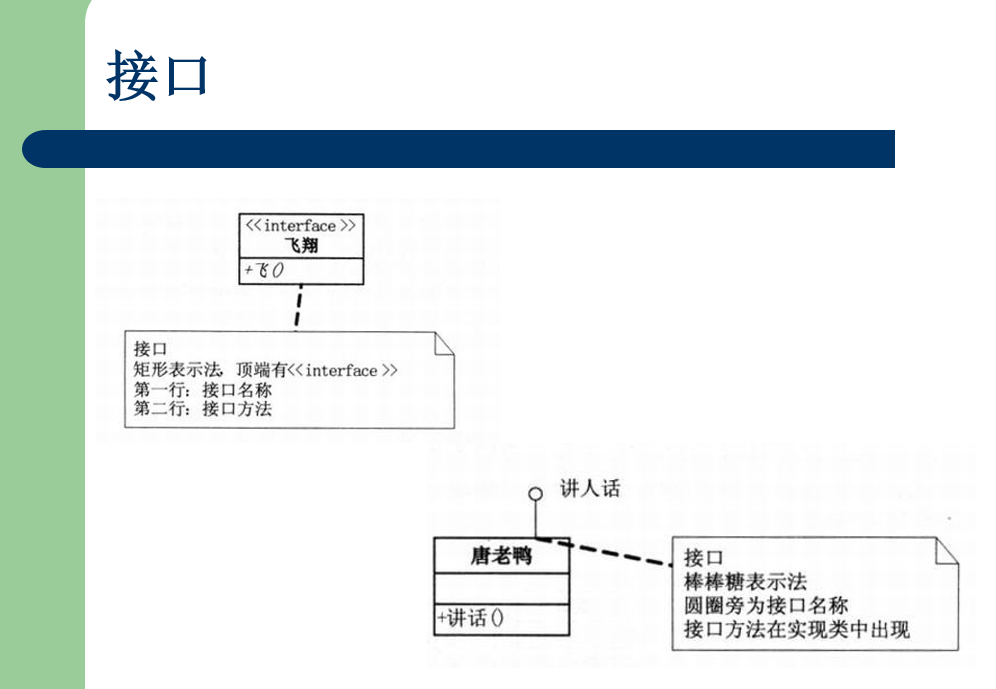 接口
<<interface>>
飞翔
+飞()
接口
矩形表示法，顶端有<<interface>>
第一行：接口名称
第二行：接口方法
讲人话
唐老鸭
+讲话()
接口
棒棒糖表示法
圆圈旁为接口名称
接口方法在实现类中出现